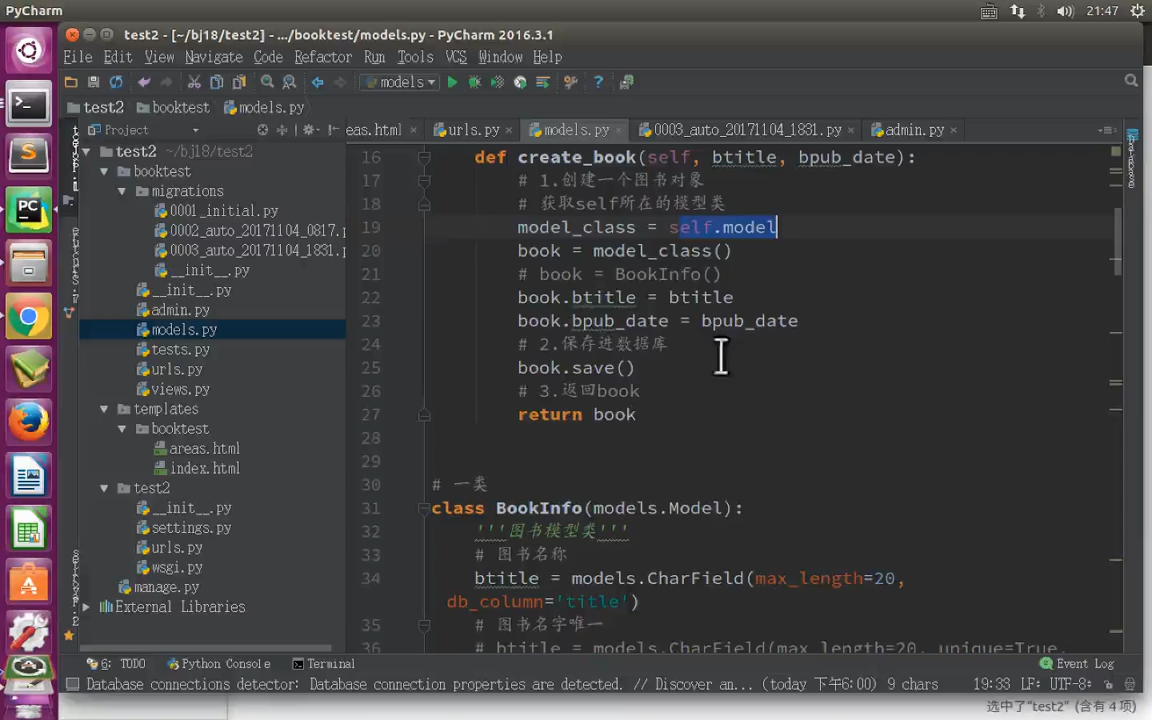 PyCharm
21:47
test2 - [~/bj18/test2] - .../booktest/models.py - PyCharm 2016.3.1
File Edit View Navigate Code Refactor Run Tools VCS Window Help
models
test2 booktest models.py
Project
eas.html urls.py models.py 0003_auto_20171104_1831.py admin.py
test2 ~/bj18/test2
booktest
migrations
0001_initial.py
0002_auto_20171104_0817.
0003_auto_20171104_1831.
__init__.py
__init__.py
admin.py
models.py
tests.py
urls.py
views.py
templates
booktest
areas.html
index.html
test2
__init__.py
settings.py
urls.py
wsgi.py
manage.py
External Libraries
16 def create_book(self, btitle, bpub_date):
17 # 1.创建一个图书对象
18 # 获取self所在的模型类
19 model_class = self.model
20 book = model_class()
21 # book = BookInfo()
22 book.btitle = btitle
23 book.bpub_date = bpub_date
24 # 2.保存进数据库
25 book.save()
26 # 3.返回book
27 return book
28
29
30 # 一类
31 class BookInfo(models.Model):
32 '''图书模型类'''
33 # 图书名称
34 btitle = models.CharField(max_length=20,
db_column='title')
35 # 图书名字唯一
36 # btitle = models.CharField(max_length=20, unique=True,
6: TODO Python Console Terminal Event Log
Database connections detector: Database connection properties are detected. // Discover an... (today 下午6:00) 9 chars 19:33 LF: UTF-8:
选中了"test2" (含有 4 项)